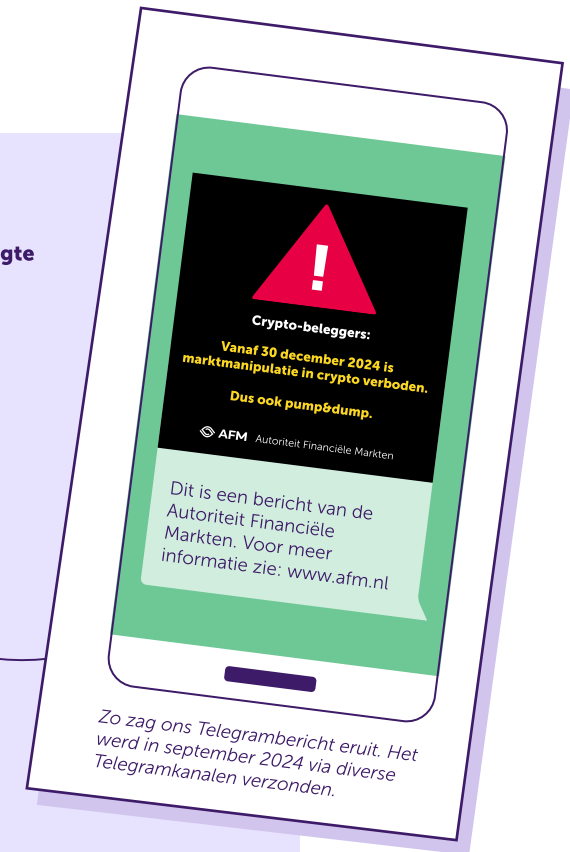 gte
!
Crypto-beleggers:
Vanaf 30 december 2024 is
marktmanipulatie in crypto verboden.
Dus ook pump&dump.
AFM Autoriteit Financiële Markten
Dit is een bericht van de
Autoriteit Financiële
Markten. Voor meer
informatie zie: www.afm.nl
Zo zag ons Telegrambericht eruit. Het
werd in september 2024 via diverse
Telegramkanalen verzonden.